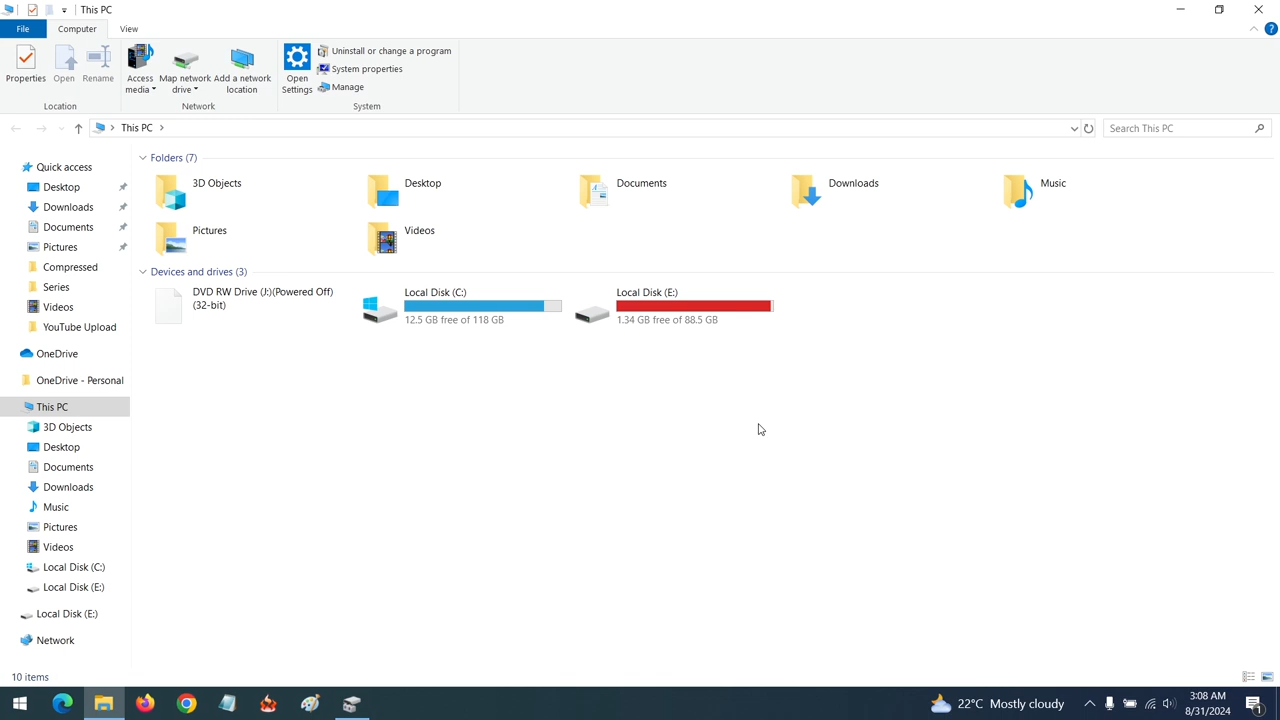 This PC
File
Computer
View
Properties
Open
Rename
Access media
Map network drive
Add a network location
Open Settings
Uninstall or change a program
System properties
Manage
Location
Network
System
This PC
Search This PC
Quick access
Desktop
Downloads
Documents
Pictures
Compressed
Series
Videos
YouTube Upload
OneDrive
OneDrive - Personal
This PC
3D Objects
Desktop
Documents
Downloads
Music
Pictures
Videos
Local Disk (C:)
Local Disk (E:)
Local Disk (E:)
Network
Folders (7)
3D Objects
Desktop
Documents
Downloads
Music
Pictures
Videos
Devices and drives (3)
DVD RW Drive (J:)(Powered Off)
(32-bit)
Local Disk (C:)
12.5 GB free of 118 GB
Local Disk (E:)
1.34 GB free of 88.5 GB
10 items
22°C Mostly cloudy
3:08 AM
8/31/2024
1